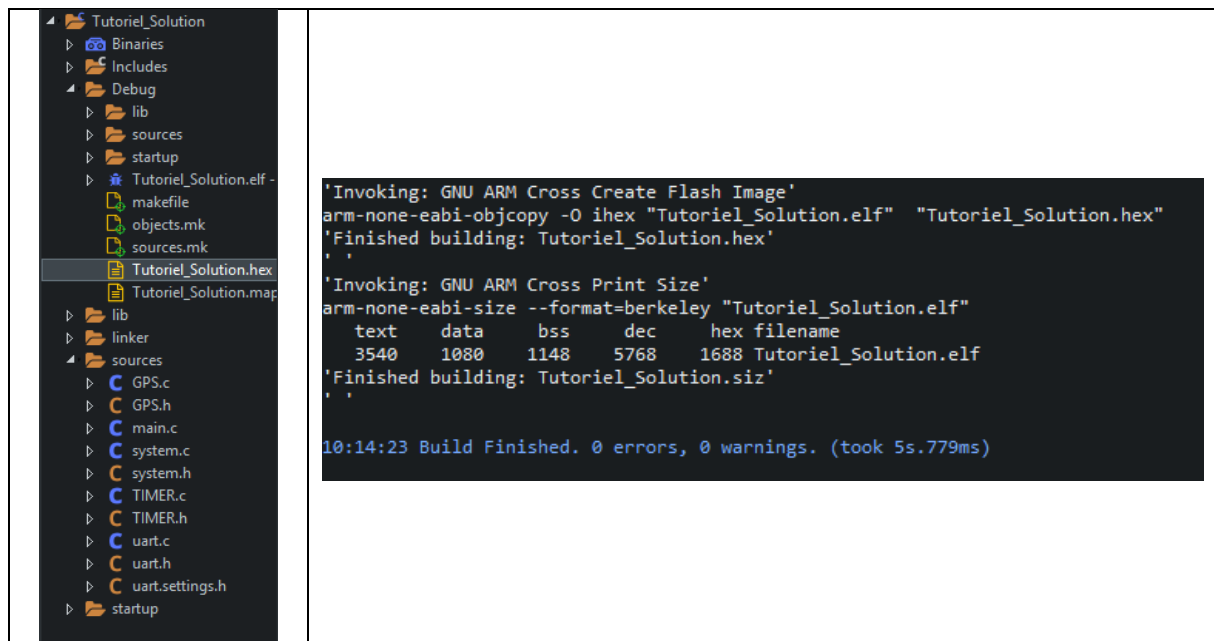 Tutoriel_Solution
Binaries
Includes
Debug
lib
sources
startup
Tutoriel_Solution.elf -
makefile
objects.mk
sources.mk
Tutoriel_Solution.hex
Tutoriel_Solution.map
lib
linker
sources
GPS.c
GPS.h
main.c
system.c
system.h
TIMER.c
TIMER.h
uart.c
uart.h
uart.settings.h
startup
'Invoking: GNU ARM Cross Create Flash Image'
arm-none-eabi-objcopy -O ihex "Tutoriel_Solution.elf"  "Tutoriel_Solution.hex"
'Finished building: Tutoriel_Solution.hex'
' '
'Invoking: GNU ARM Cross Print Size'
arm-none-eabi-size --format=berkeley "Tutoriel_Solution.elf"
   text    data     bss     dec     hex filename
   3540    1080    1148    5768    1688 Tutoriel_Solution.elf
'Finished building: Tutoriel_Solution.siz'
' '
10:14:23 Build Finished. 0 errors, 0 warnings. (took 5s.779ms)